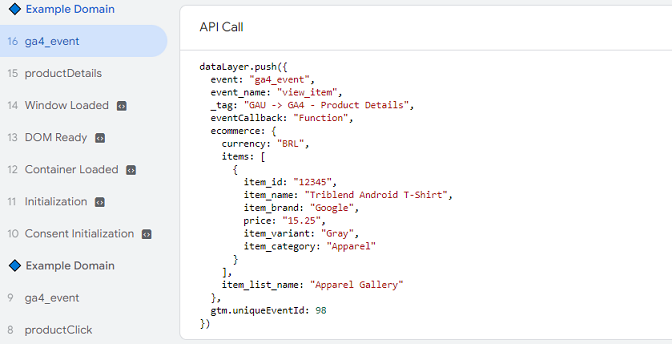 Example Domain
16 ga4_event
15 productDetails
14 Window Loaded
13 DOM Ready
12 Container Loaded
11 Initialization
10 Consent Initialization
Example Domain
9 ga4_event
8 productClick
API Call
dataLayer.push({
  event: "ga4_event",
  event_name: "view_item",
  _tag: "GAU -> GA4 - Product Details",
  eventCallback: "Function",
  ecommerce: {
    currency: "BRL",
    items: [
      {
        item_id: "12345",
        item_name: "Triblend Android T-Shirt",
        item_brand: "Google",
        price: "15.25",
        item_variant: "Gray",
        item_category: "Apparel"
      }
    ],
    item_list_name: "Apparel Gallery"
  },
  gtm.uniqueEventId: 98
})